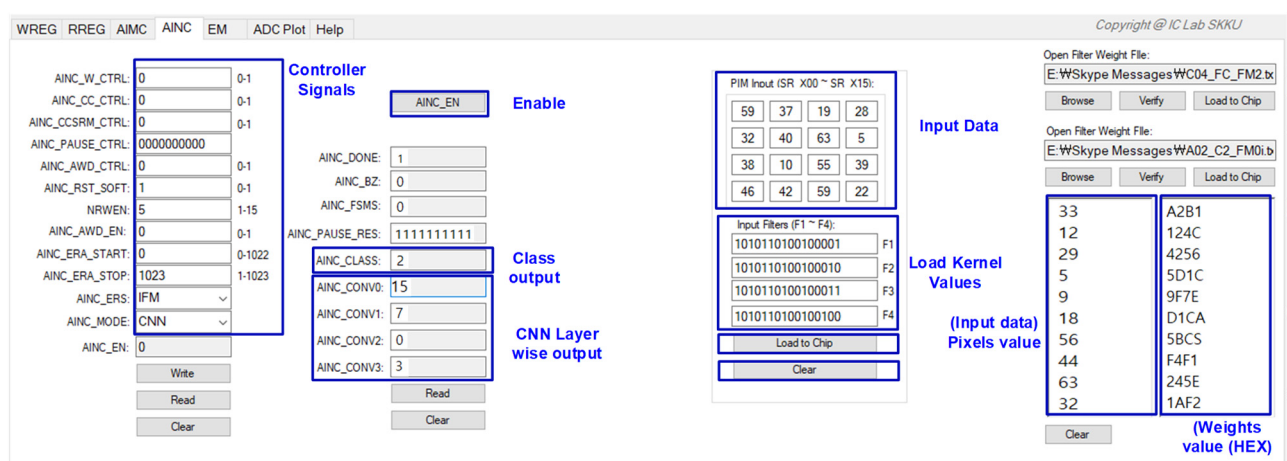 WREG RREG AIMC AINC EM ADC Plot Help
Copyright @ IC Lab SKKU
AINC_W_CTRL: 0 0-1
AINC_CC_CTRL: 0 0-1
AINC_CCSRM_CTRL: 0 0-1
AINC_PAUSE_CTRL: 0000000000
AINC_AWD_CTRL: 0 0-1
AINC_RST_SOFT: 1 0-1
NRWEN: 5 1-15
AINC_AWD_EN: 0 0-1
AINC_ERA_START: 0 0-1022
AINC_ERA_STOP: 1023 1-1023
AINC_ERS: IFM
AINC_MODE: CNN
AINC_EN: 0
Write
Read
Clear
Controller
Signals
AINC_EN
Enable
AINC_DONE: 1
AINC_BZ: 0
AINC_FSMS: 0
AINC_PAUSE_RES: 1111111111
AINC_CLASS: 2
Class
output
AINC_CONV0: 15
AINC_CONV1: 7
AINC_CONV2: 0
AINC_CONV3: 3
CNN Layer
wise output
Read
Clear
PIM Input (SR X00 ~ SR X15):
59 37 19 28
32 40 63 5
38 10 55 39
46 42 59 22
Input Data
Input Filters (F1 ~ F4):
1010110100100001 F1
1010110100100010 F2
1010110100100011 F3
1010110100100100 F4
Load Kernel
Values
Load to Chip
Clear
(Input data)
Pixels value
Open Filter Weight FIle:
E:₩Skype Messages₩C04_FC_FM2.tx
Browse Verify Load to Chip
Open Filter Weight FIle:
E:₩Skype Messages₩A02_C2_FM0i.tx
Browse Verify Load to Chip
33 A2B1
12 124C
29 4256
5 5D1C
9 9F7E
18 D1CA
56 5BCS
44 F4F1
63 245E
32 1AF2
Clear
(Weights
value (HEX)